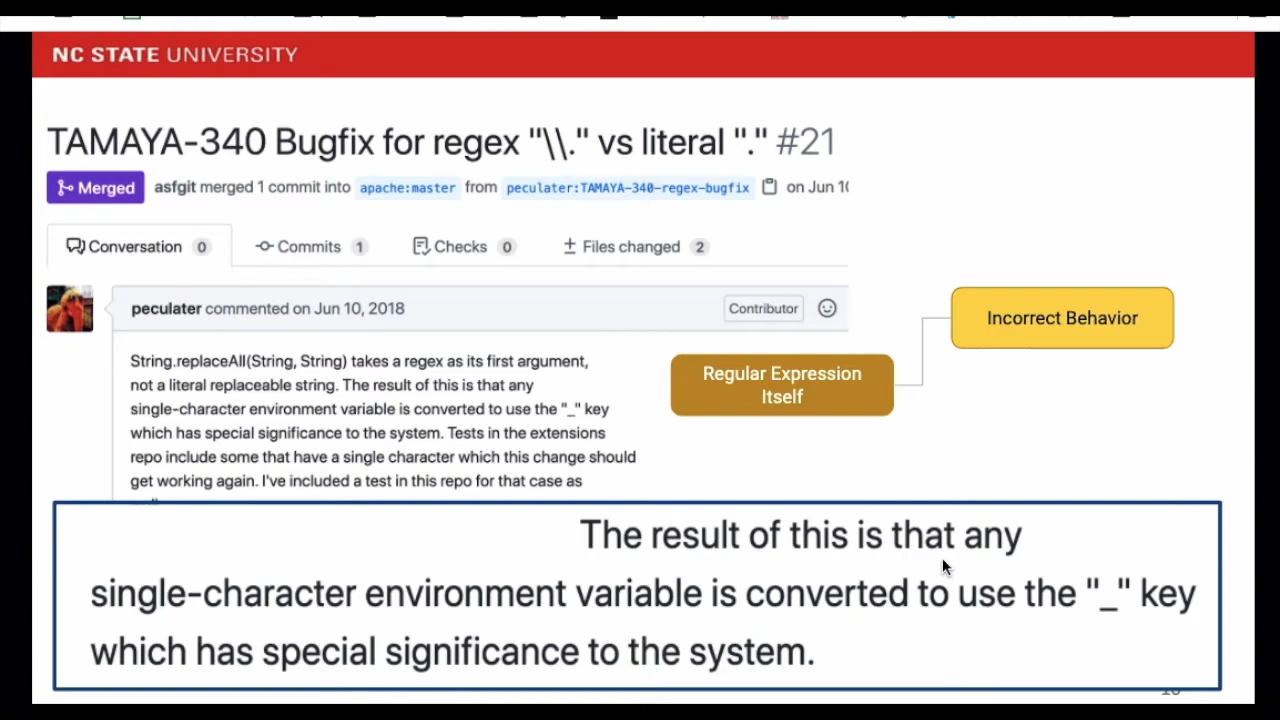 NC STATE UNIVERSITY
TAMAYA-340 Bugfix for regex "\\." vs literal "." #21
Merged asfgit merged 1 commit into apache:master from peculater:TAMAYA-340-regex-bugfix on Jun
Conversation 0 Commits 1 Checks 0 Files changed 2
peculater commented on Jun 10, 2018 Contributor
String.replaceAll(String, String) takes a regex as its first argument,
not a literal replaceable string. The result of this is that any
single-character environment variable is converted to use the "_" key
which has special significance to the system. Tests in the extensions
repo include some that have a single character which this change should
get working again. I've included a test in this repo for that case as
Incorrect Behavior
Regular Expression
Itself
The result of this is that any
single-character environment variable is converted to use the "_" key
which has special significance to the system.